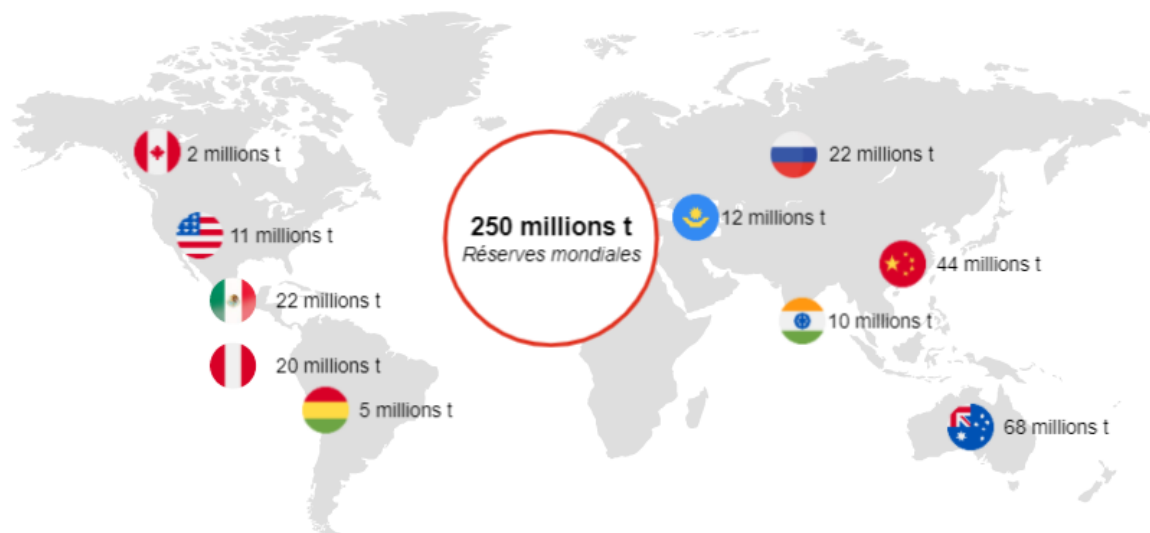 2 millions t
11 millions t
22 millions t
20 millions t
5 millions t
250 millions t
Réserves mondiales
22 millions t
12 millions t
44 millions t
10 millions t
68 millions t